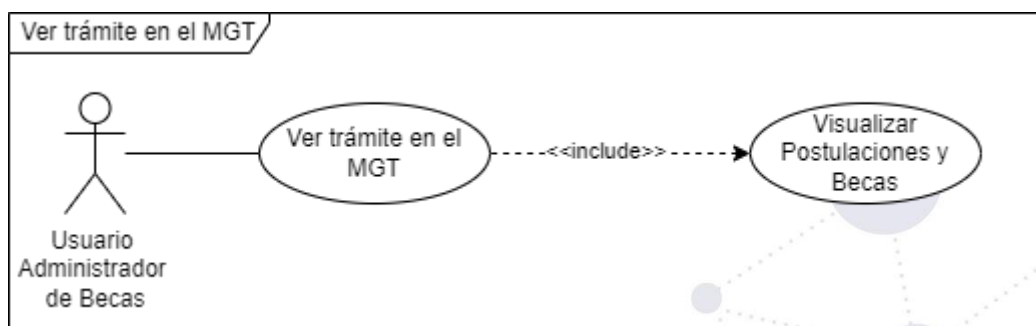 Ver trámite en el MGT
Ver trámite en el
MGT
<<include>>
Visualizar
Postulaciones y
Becas
Usuario
Administrador
de Becas